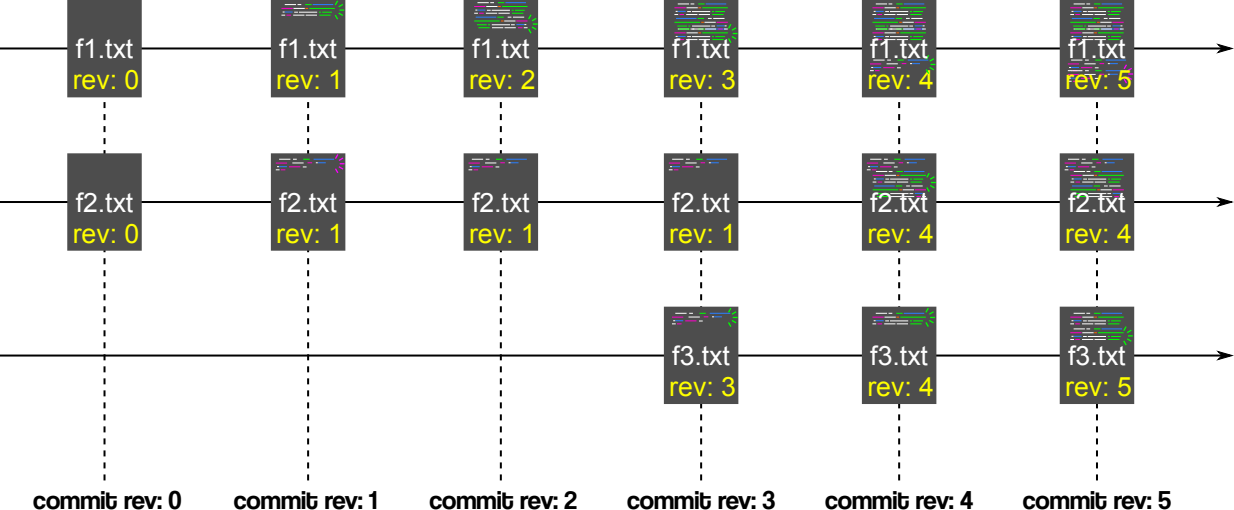 f1.txt
rev: 0
f1.txt
rev: 1
f1.txt
rev: 2
f1.txt
rev: 3
f1.txt
rev: 4
f1.txt
rev: 5
f2.txt
rev: 0
f2.txt
rev: 1
f2.txt
rev: 1
f2.txt
rev: 1
f2.txt
rev: 4
f2.txt
rev: 4
f3.txt
rev: 3
f3.txt
rev: 4
f3.txt
rev: 5
commit rev: 0
commit rev: 1
commit rev: 2
commit rev: 3
commit rev: 4
commit rev: 5